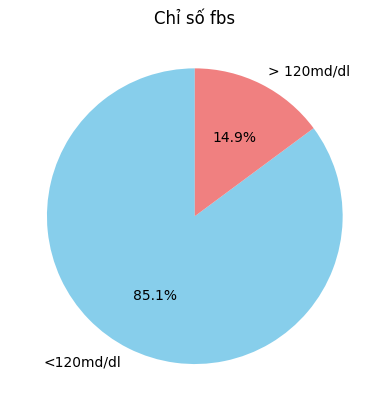 Chỉ số fbs
> 120md/dl
14.9%
85.1%
<120md/dl